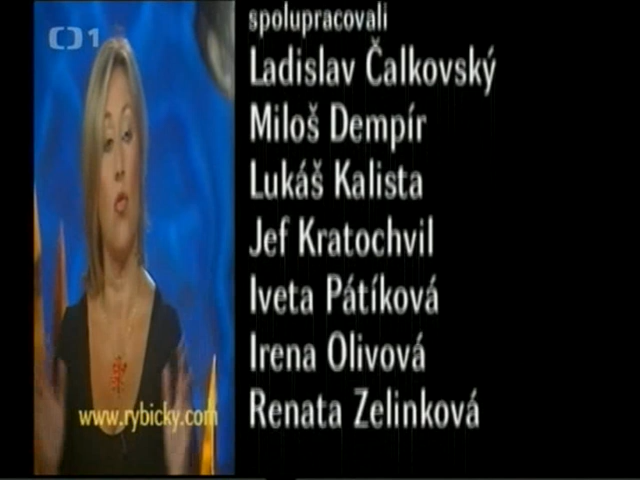 ČT1
spolupracovali
Ladislav Čalkovský
Miloš Dempír
Lukáš Kalista
Jef Kratochvil
Iveta Pátíková
Irena Olivová
Renata Zelinková
www.rybicky.com